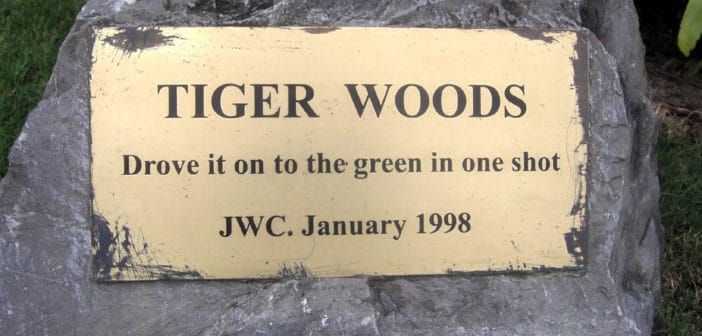 TIGER WOODS
Drove it on to the green in one shot
JWC. January 1998